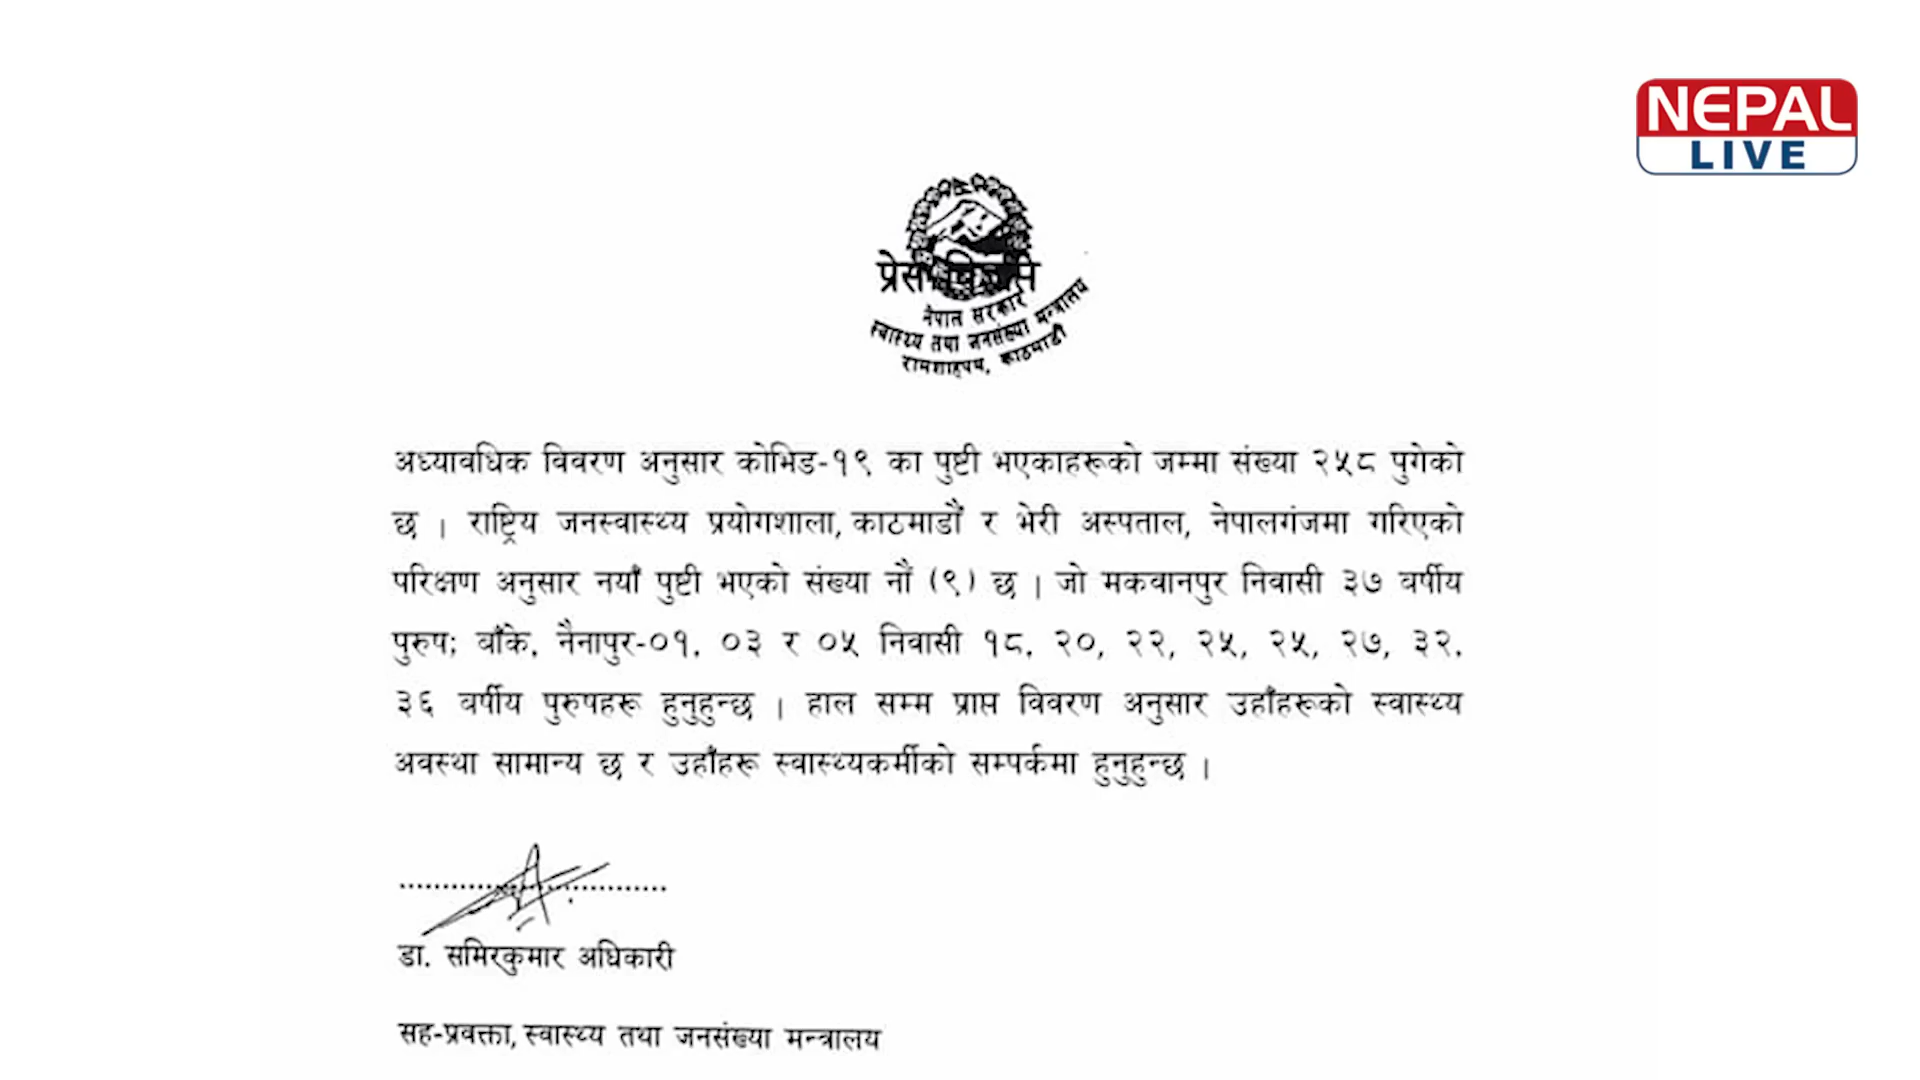 NEPAL
LIVE
प्रेस विज्ञप्ति
नेपाल सरकार
स्वास्थ्य तथा जनसंख्या मन्त्रालय
रामशाहपथ, काठमाडौं
अध्यावधिक विवरण अनुसार कोभिड-१९ का पुष्टी भएकाहरूको जम्मा संख्या २५८ पुगेको
छ । राष्ट्रिय जनस्वास्थ्य प्रयोगशाला, काठमाडौं र भेरी अस्पताल, नेपालगंजमा गरिएको
परिक्षण अनुसार नयाँ पुष्टी भएको संख्या नौं (९) छ । जो मकवानपुर निवासी ३७ वर्षीय
पुरुष; बाँके, नैनापुर-०१, ०३ र ०५ निवासी १८, २०, २२, २५, २५, २७, ३२,
३६ वर्षीय पुरुषहरू हुनुहुन्छ । हाल सम्म प्राप्त विवरण अनुसार उहाँहरूको स्वास्थ्य
अवस्था सामान्य छ र उहाँहरू स्वास्थ्यकर्मीको सम्पर्कमा हुनुहुन्छ ।
डा. समिरकुमार अधिकारी
सह-प्रवक्ता, स्वास्थ्य तथा जनसंख्या मन्त्रालय